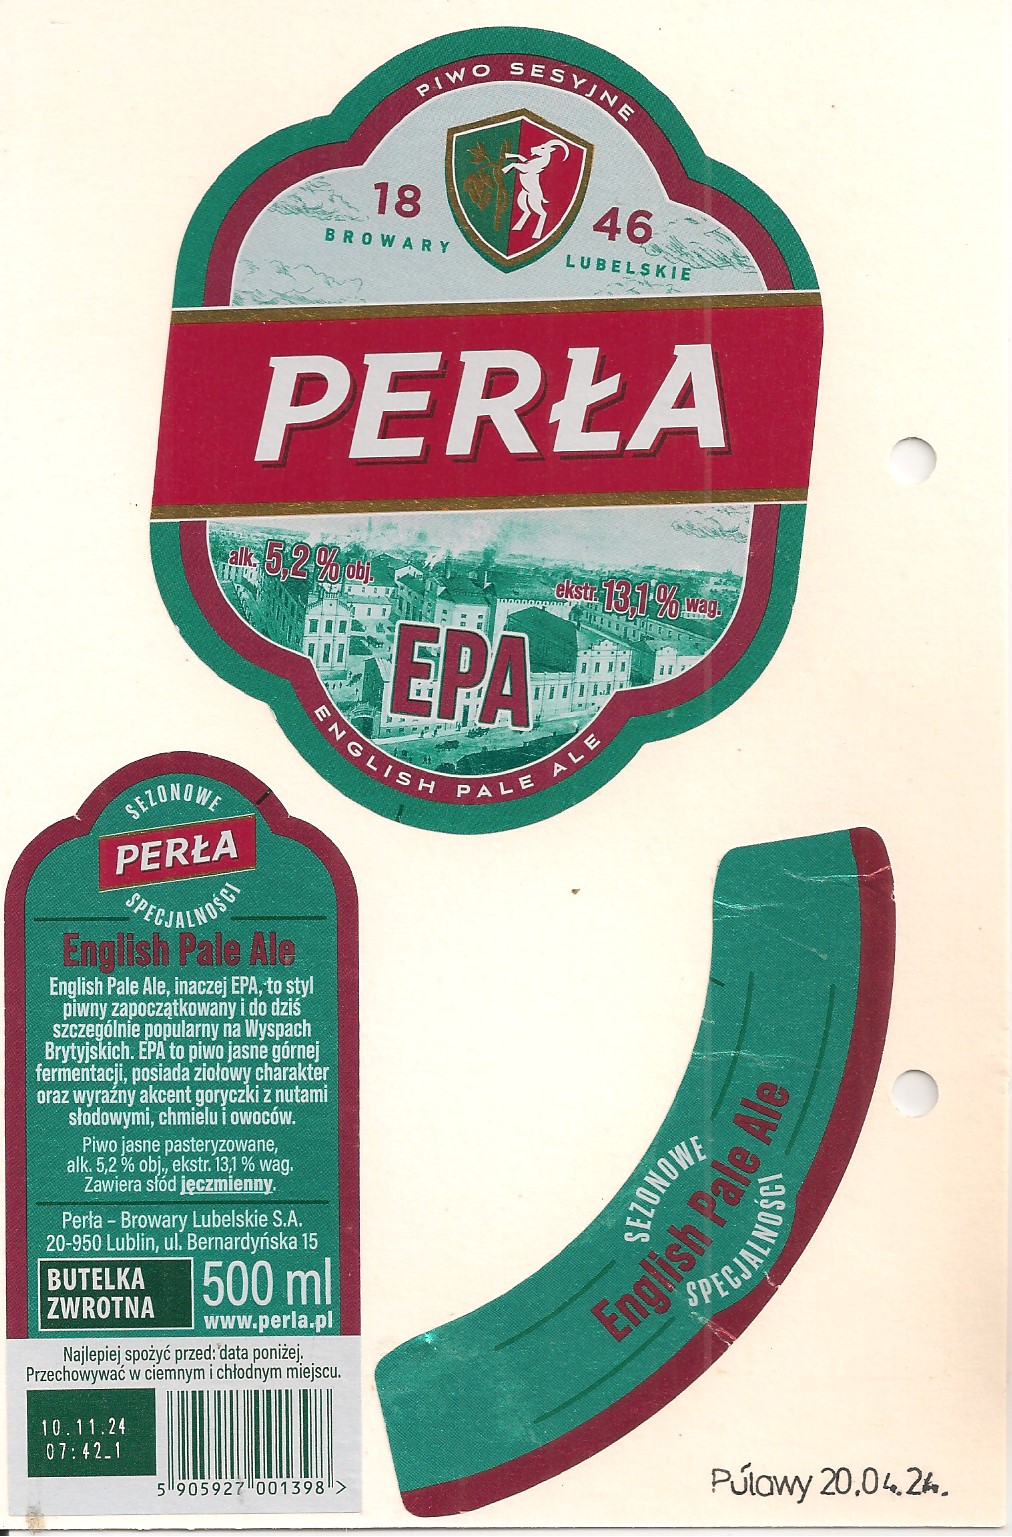 PIWO SESYJNE
18 46
BROWARY LUBELSKIE
PERŁA
alk. 5,2 % obj.
ekstr. 13,1 % wag.
EPA
ENGLISH PALE ALE
SEZONOWE
PERŁA
SPECJALNOŚCI
English Pale Ale
English Pale Ale, inaczej EPA, to styl
piwny zapoczątkowany i do dziś
szczególnie popularny na Wyspach
Brytyjskich. EPA to piwo jasne górnej
fermentacji, posiada ziołowy charakter
oraz wyraźny akcent goryczki z nutami
słodowymi, chmielu i owoców.
Piwo jasne pasteryzowane,
alk. 5,2 % obj., ekstr. 13,1 % wag.
Zawiera słód jęczmienny.
Perła – Browary Lubelskie S.A.
20-950 Lublin, ul. Bernardyńska 15
BUTELKA
ZWROTNA
500 ml
www.perla.pl
Najlepiej spożyć przed: data poniżej.
Przechowywać w ciemnym i chłodnym miejscu.
10.11.24
07:42_1
5 905927 001398 >
SEZONOWE
English Pale Ale
SPECJALNOŚCI
Púlawy 20.04.24.